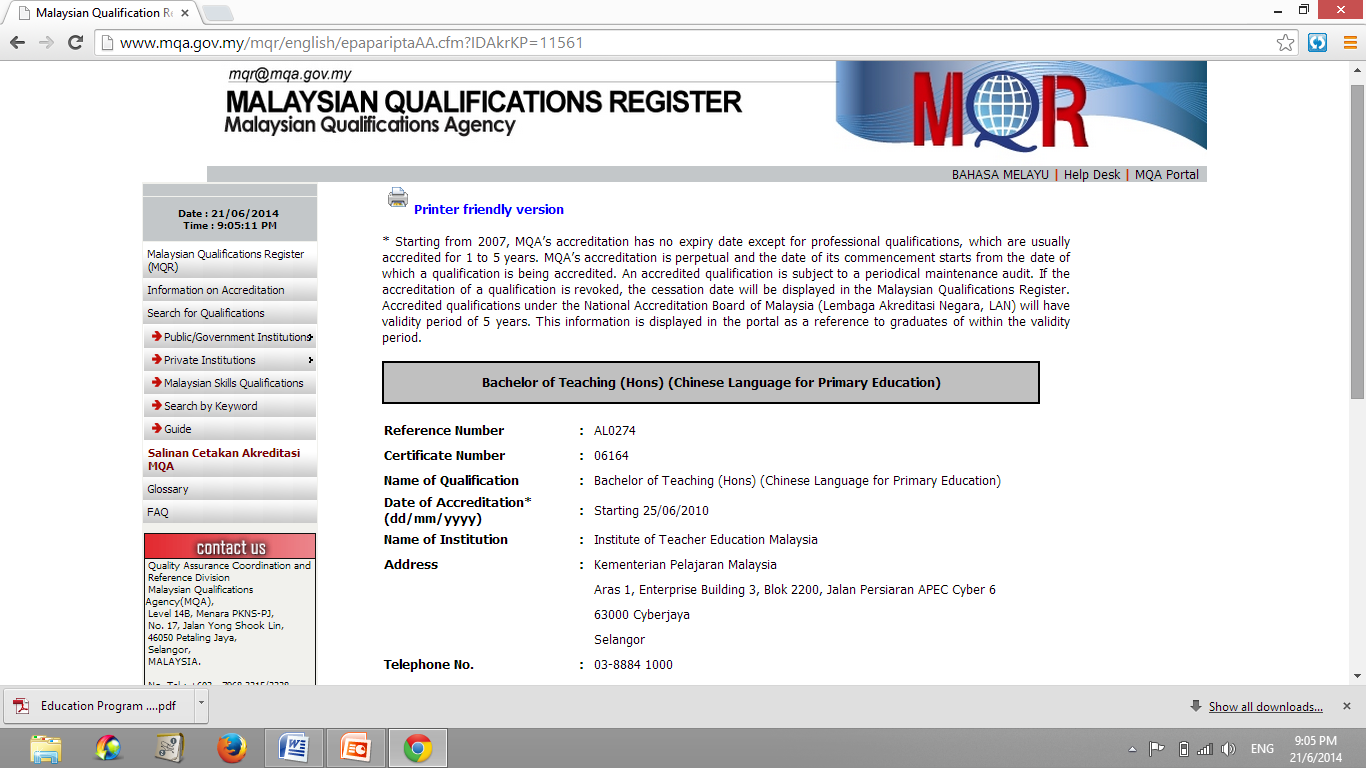 Malaysian Qualification Re
www.mqa.gov.my/mqr/english/epapariptaAA.cfm?IDAkrKP=11561
mqr@mqa.gov.my
MALAYSIAN QUALIFICATIONS REGISTER
Malaysian Qualifications Agency
MQR
BAHASA MELAYU | Help Desk | MQA Portal
Date : 21/06/2014
Time : 9:05:11 PM
Malaysian Qualifications Register
(MQR)
Information on Accreditation
Search for Qualifications
Public/Government Institutions
Private Institutions
Malaysian Skills Qualifications
Search by Keyword
Guide
Salinan Cetakan Akreditasi
MQA
Glossary
FAQ
contact us
Quality Assurance Coordination and
Reference Division
Malaysian Qualifications
Agency(MQA),
Level 14B, Menara PKNS-PJ,
No. 17, Jalan Yong Shook Lin,
46050 Petaling Jaya,
Selangor,
MALAYSIA.
Printer friendly version
* Starting from 2007, MQA's accreditation has no expiry date except for professional qualifications, which are usually
accredited for 1 to 5 years. MQA's accreditation is perpetual and the date of its commencement starts from the date of
which a qualification is being accredited. An accredited qualification is subject to a periodical maintenance audit. If the
accreditation of a qualification is revoked, the cessation date will be displayed in the Malaysian Qualifications Register.
Accredited qualifications under the National Accreditation Board of Malaysia (Lembaga Akreditasi Negara, LAN) will have
validity period of 5 years. This information is displayed in the portal as a reference to graduates of within the validity
period.
Bachelor of Teaching (Hons) (Chinese Language for Primary Education)
Reference Number : AL0274
Certificate Number : 06164
Name of Qualification : Bachelor of Teaching (Hons) (Chinese Language for Primary Education)
Date of Accreditation*
(dd/mm/yyyy) : Starting 25/06/2010
Name of Institution : Institute of Teacher Education Malaysia
Address : Kementerian Pelajaran Malaysia
Aras 1, Enterprise Building 3, Blok 2200, Jalan Persiaran APEC Cyber 6
63000 Cyberjaya
Selangor
Telephone No. : 03-8884 1000
Education Program ....pdf
Show all downloads...
ENG
9:05 PM
21/6/2014